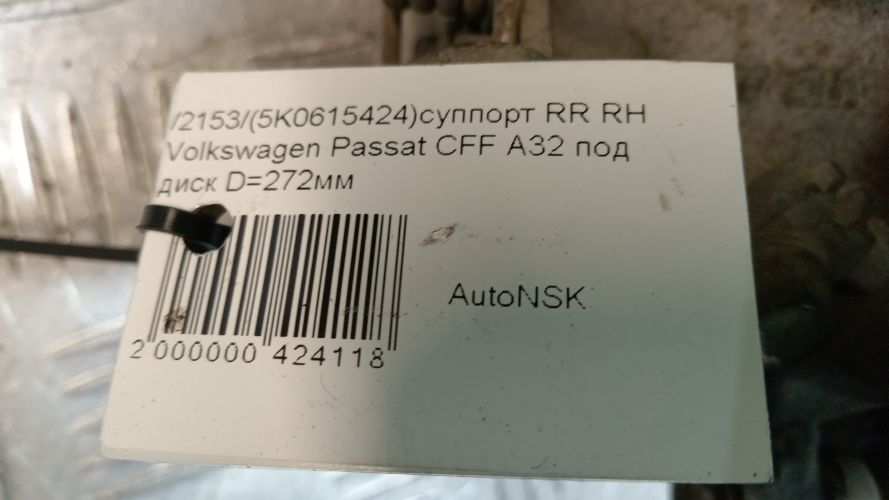 /2153/(5K0615424)суппорт RR RH
Volkswagen Passat CFF A32 под
диск D=272мм
AutoNSK
2 000000 424118